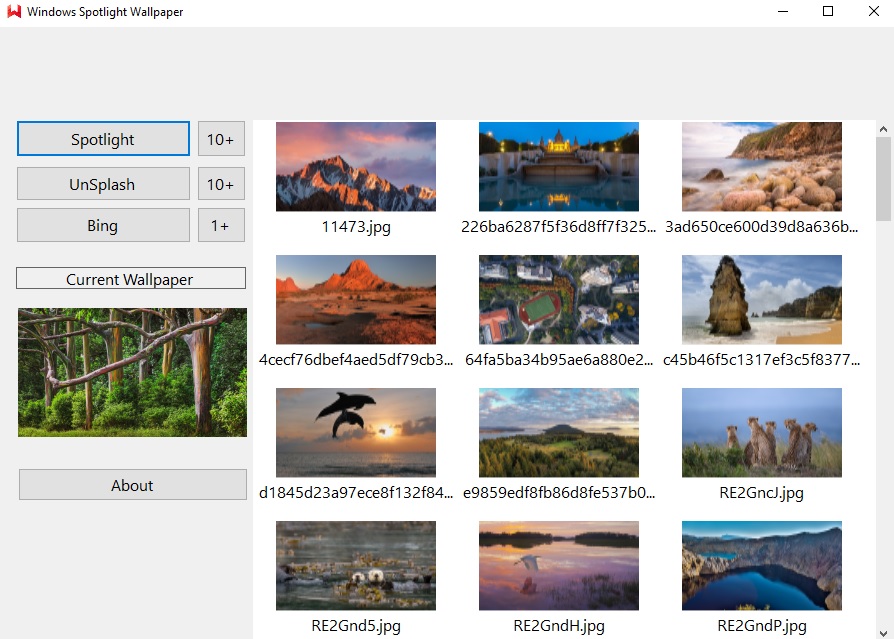 Windows Spotlight Wallpaper
Spotlight 10+
UnSplash 10+
Bing 1+
Current Wallpaper
About
11473.jpg 226ba6287f5f36d8ff7f325... 3ad650ce600d39d8a636b...
4cecf76dbef4aed5df79cb3... 64fa5ba34b95ae6a880e2... c45b46f5c1317ef3c5f8377...
d1845d23a97ece8f132f84... e9859edf8fb86d8fe537b0... RE2GncJ.jpg
RE2Gnd5.jpg RE2GndH.jpg RE2GndP.jpg